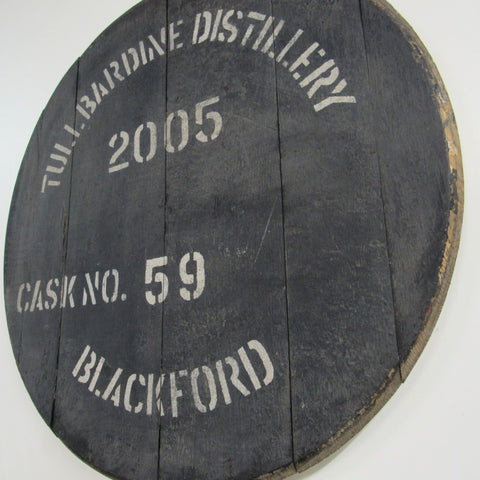 TULLIBARDINE DISTILLERY
2005
CASK NO. 59
BLACKFORD